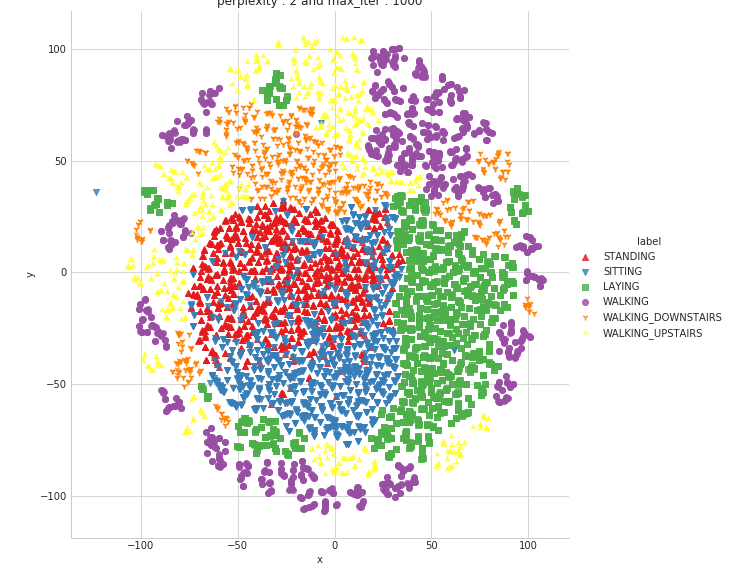 perplexity : 2 and max_iter : 1000
100
50
0
−50
−100
y
−100
−50
0
50
100
x
label
STANDING
SITTING
LAYING
WALKING
WALKING_DOWNSTAIRS
WALKING_UPSTAIRS